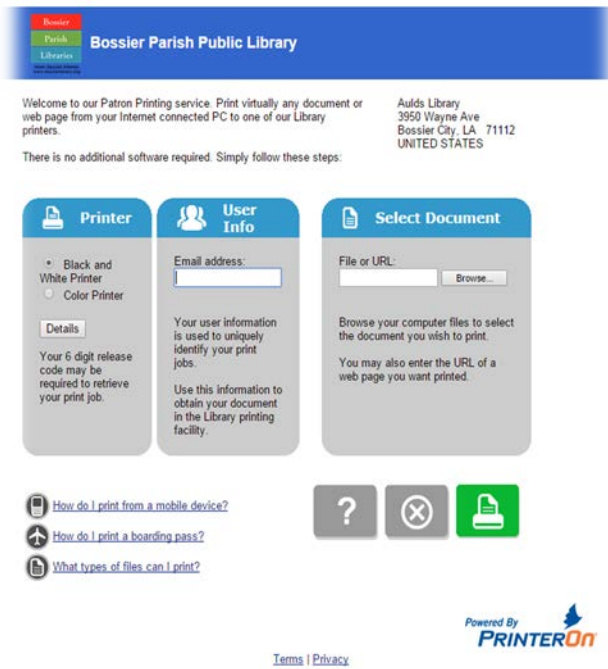 Bossier
Parish
Libraries
Bossier Parish Public Library
Welcome to our Patron Printing service. Print virtually any document or
web page from your Internet connected PC to one of our Library
printers.
There is no additional software required. Simply follow these steps:
Aulds Library
3950 Wayne Ave
Bossier City, LA 71112
UNITED STATES
Printer
Black and
White Printer
Color Printer
Details
Your 6 digit release
code may be
required to retrieve
your print job.
User
Info
Email address:
Your user information
is used to uniquely
identify your print
jobs.
Use this information to
obtain your document
in the Library printing
facility.
Select Document
File or URL:
Browse...
Browse your computer files to select
the document you wish to print.
You may also enter the URL of a
web page you want printed.
How do I print from a mobile device?
How do I print a boarding pass?
What types of files can I print?
?
Powered By
PRINTERON
Terms | Privacy